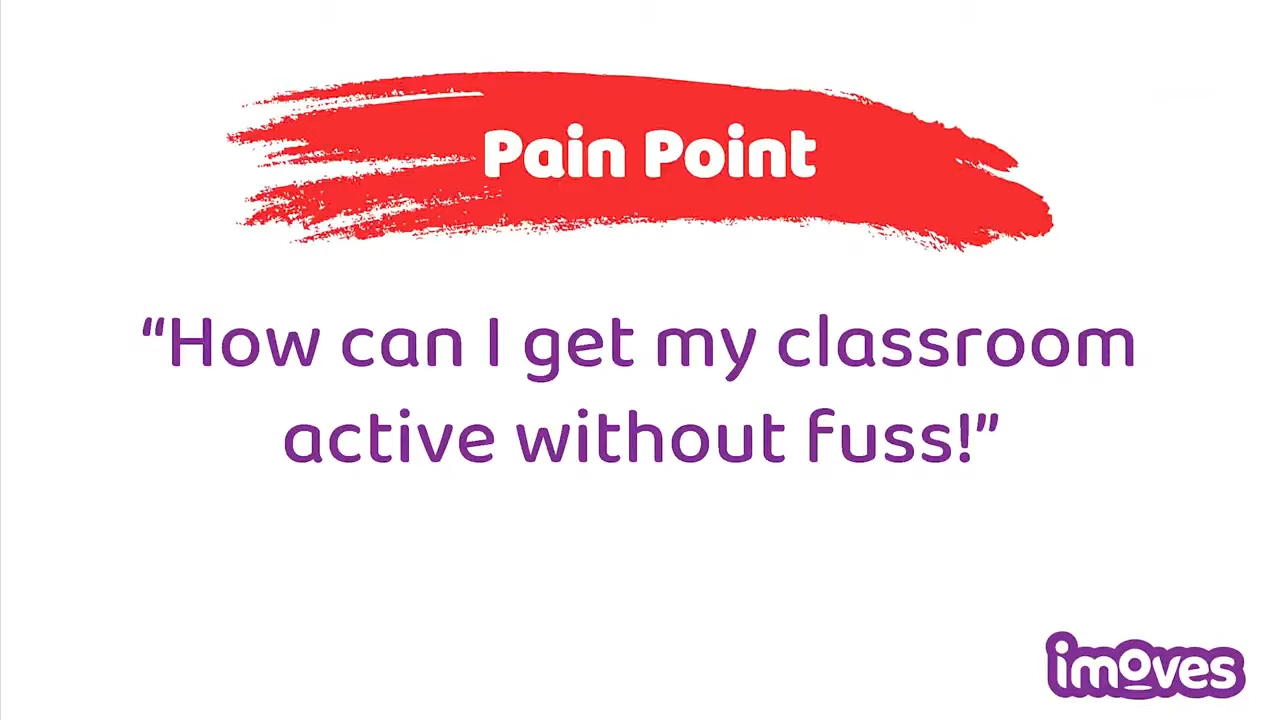 Pain Point
“How can I get my classroom
active without fuss!”
imoves